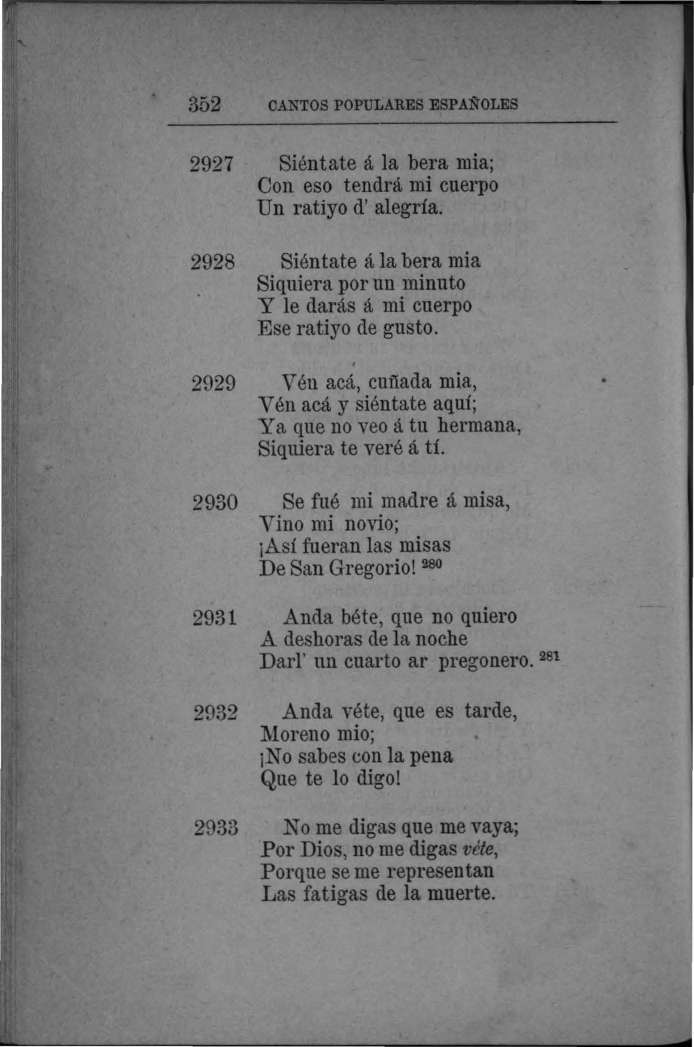 352 CANTOS POPULARES ESPAÑOLES
2927 Siéntate á la bera mia;
Con eso tendrá mi cuerpo
Un ratiyo d' alegría.
2928 Siéntate á la bera mia
Siquiera por un minuto
Y le darás á mi cuerpo
Ese ratiyo de gusto.
2929 Vén acá, cuñada mia,
Vén acá y siéntate aquí;
Ya que no veo á tu hermana,
Siquiera te veré á tí.
2930 Se fué mi madre á misa,
Vino mi novio;
¡Así fueran las misas
De San Gregorio! 280
2931 Anda béte, que no quiero
A deshoras de la noche
Darl' un cuarto ar pregonero. 281
2932 Anda véte, que es tarde,
Moreno mio;
¡No sabes con la pena
Que te lo digo!
2933 No me digas que me vaya;
Por Dios, no me digas véte,
Porque se me representan
Las fatigas de la muerte.